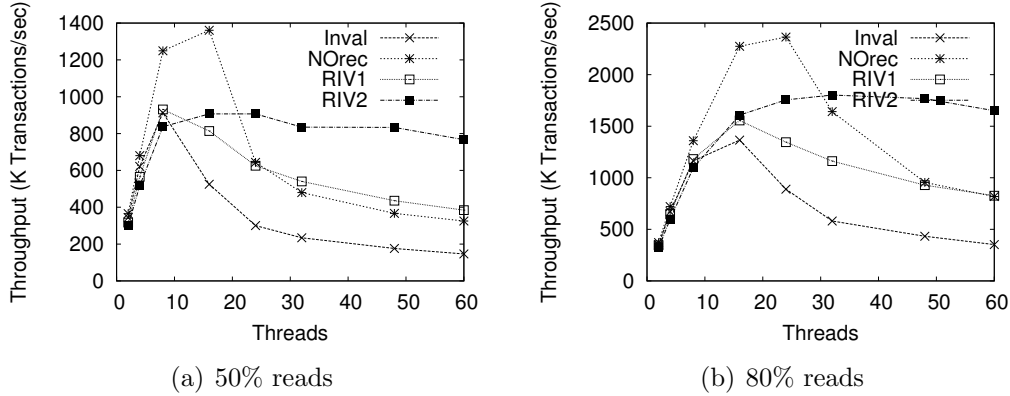 Throughput (K Transactions/sec)
1400
1200
1000
800
600
400
200
0
Inval
NOrec
RIV1
RIV2
0 10 20 30 40 50 60
Threads
(a) 50% reads
Throughput (K Transactions/sec)
2500
2000
1500
1000
500
0
Inval
NOrec
RIV1
RIV2
0 10 20 30 40 50 60
Threads
(b) 80% reads